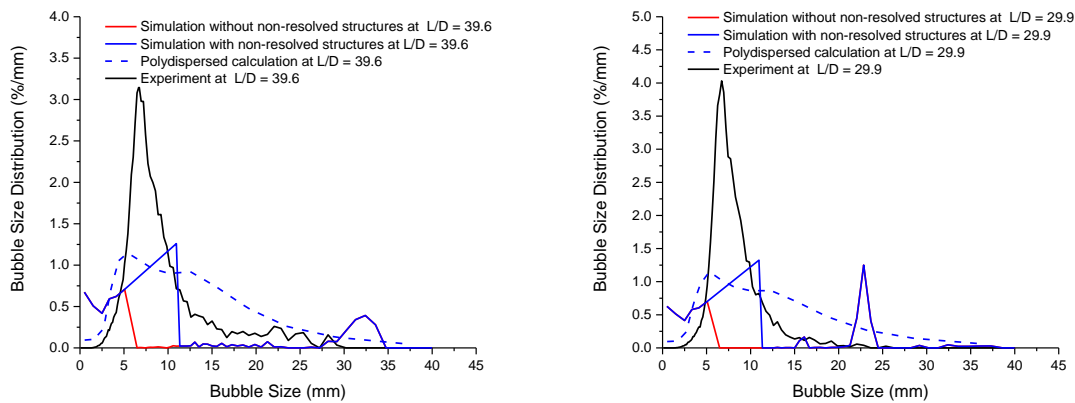 Simulation without non-resolved structures at L/D = 39.6
Simulation with non-resolved structures at L/D = 39.6
Polydispersed calculation at L/D = 39.6
Experiment at L/D = 39.6
Bubble Size Distribution (%/mm)
4.0
3.5
3.0
2.5
2.0
1.5
1.0
0.5
0.0
0 5 10 15 20 25 30 35 40 45
Bubble Size (mm)
Simulation without non-resolved structures at L/D = 29.9
Simulation with non-resolved structures at L/D = 29.9
Polydispersed calculation at L/D = 29.9
Experiment at L/D = 29.9
Bubble Size Distribution (%/mm)
5.0
4.5
4.0
3.5
3.0
2.5
2.0
1.5
1.0
0.5
0.0
0 5 10 15 20 25 30 35 40 45
Bubble Size (mm)